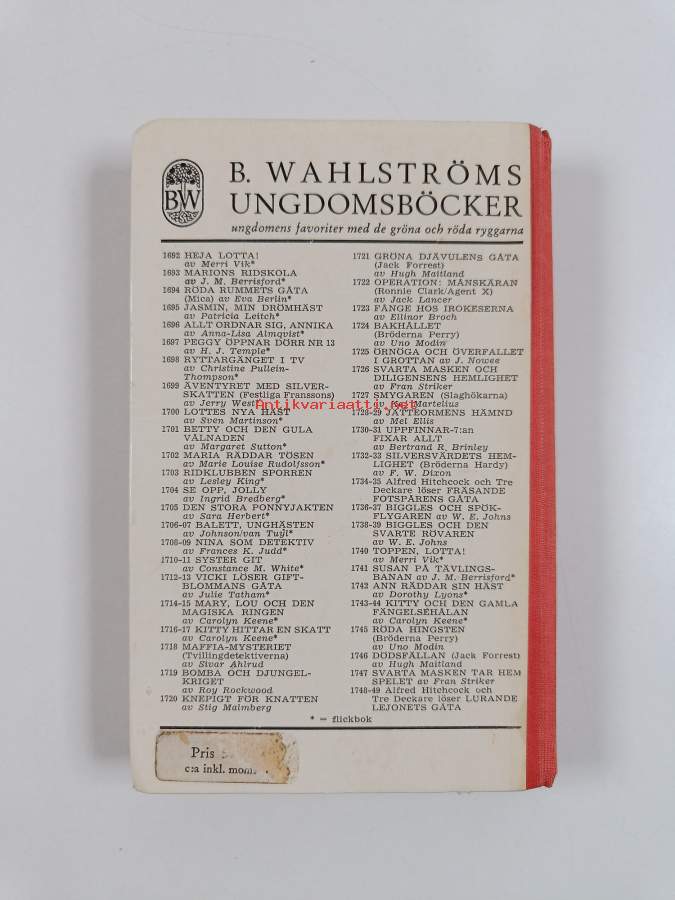 BW
B. WAHLSTRÖMS
UNGDOMSBÖCKER
ungdomens favoriter med de gröna och röda ryggarna
1692 HEJA LOTTA!
av Merri Vik*
1693 MARIONS RIDSKOLA
av J. M. Berrisford*
1694 RÖDA RUMMETS GÅTA
(Mica) av Eva Berlin*
1695 JASMIN, MIN DRÖMHÄST
av Patricia Leitch*
1696 ALLT ORDNAR SIG, ANNIKA
av Anna-Lisa Almqvist*
1697 PEGGY ÖPPNAR DÖRR NR 13
av H. J. Temple*
1698 RYTTARGÄNGET I TV
av Christine Pullein-
Thompson*
1699 ÄVENTYRET MED SILVER-
SKATTEN (Festliga Franssons)
av Jerry West*
1700 LOTTES NYA HÄST
av Sven Martinson*
1701 BETTY OCH DEN GULA
VÅLNADEN
av Margaret Sutton*
1702 MARIA RÄDDAR TÖSEN
av Marie Louise Rudolfsson*
1703 RIDKLUBBEN SPORREN
av Lesley King*
1704 SE OPP, JOLLY
av Ingrid Bredberg*
1705 DEN STORA PONNYJAKTEN
av Sara Herbert*
1706-07 BALETT, UNGHÄSTEN
av Johnson/van Tuyl*
1708-09 NINA SOM DETEKTIV
av Frances K. Judd*
1710-11 SYSTER GIT
av Constance M. White*
1712-13 VICKI LÖSER GIFT-
BLOMMANS GÅTA
av Julie Tatham*
1714-15 MARY, LOU OCH DEN
MAGISKA RINGEN
av Carolyn Keene*
1716-17 KITTY HITTAR EN SKATT
av Carolyn Keene*
1718 MAFFIA-MYSTERIET
(Tvillingdetektiverna)
av Sivar Ahlrud
1719 BOMBA OCH DJUNGEL-
KRIGET
av Roy Rockwood
1720 KNEPIGT FÖR KNATTEN
av Stig Malmberg
1721 GRÖNA DJÄVULENS GÅTA
(Jack Forrest)
av Hugh Maitland
1722 OPERATION: MÅNSKÄRAN
(Ronnie Clark/Agent X)
av Jack Lancer
1723 FÅNGE HOS IROKESERNA
av Ellinor Broch
1724 BAKHÅLLET
(Bröderna Perry)
av Uno Modin
1725 ÖRNÖGA OCH ÖVERFALLET
I GROTTAN av J. Nowee
1726 SVARTA MASKEN OCH
DILIGENSENS HEMLIGHET
av Fran Striker
1727 SMYGAREN (Slaghökarna)
av Martelius
1728-29 JÄTTEORMENS HÄMND
av Mel Ellis
1730-31 UPPFINNAR-7:an
FIXAR ALLT
av Bertrand R. Brinley
1732-33 SILVERSVÄRDETS HEM-
LIGHET (Bröderna Hardy)
av F. W. Dixon
1734-35 Alfred Hitchcock och Tre
Deckare löser FRÄSANDE
FOTSPÅRENS GÅTA
1736-37 BIGGLES OCH SPÖK-
FLYGAREN av W. E. Johns
1738-39 BIGGLES OCH DEN
SVARTE RÖVAREN
av W. E. Johns
1740 TOPPEN, LOTTA!
av Merri Vik*
1741 SUSAN PÅ TÄVLINGS-
BANAN av J. M. Berrisford*
1742 ANN RÄDDAR SIN HÄST
av Dorothy Lyons*
1743-44 KITTY OCH DEN GAMLA
FÄNGELSEHÅLAN
av Carolyn Keene*
1745 RÖDA HINGSTEN
(Bröderna Perry)
av Uno Modin
1746 DÖDSFÄLLAN (Jack Forrest)
av Hugh Maitland
1747 SVARTA MASKEN TAR HEM
SPELET av Fran Striker
1748-49 Alfred Hitchcock och
Tre Deckare löser LURANDE
LEJONETS GÅTA
* = flickbok
Antikvariaatti.net
Pris
c:a inkl. moms